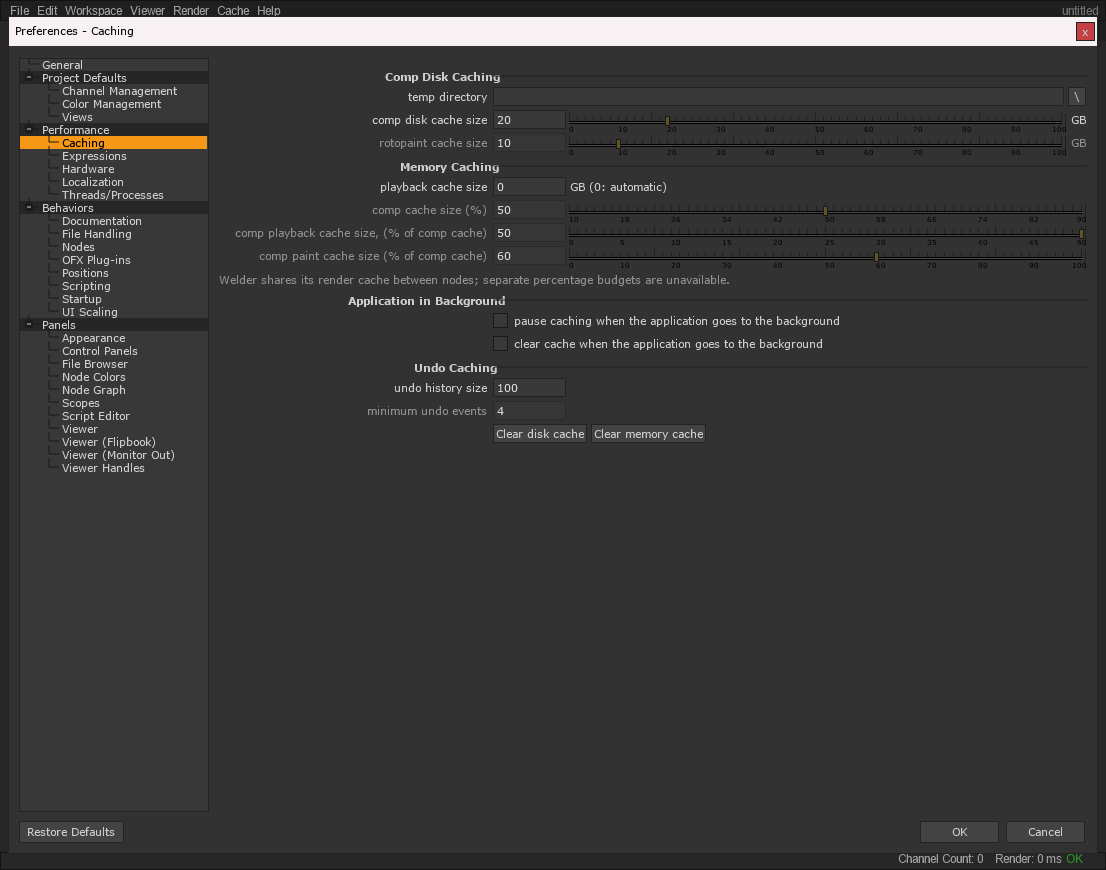 File Edit Workspace Viewer Render Cache Help untitled
Preferences - Caching x
General
Project Defaults
Channel Management
Color Management
Views
Performance
Caching
Expressions
Hardware
Localization
Threads/Processes
Behaviors
Documentation
File Handling
Nodes
OFX Plug-ins
Positions
Scripting
Startup
UI Scaling
Panels
Appearance
Control Panels
File Browser
Node Colors
Node Graph
Scopes
Script Editor
Viewer
Viewer (Flipbook)
Viewer (Monitor Out)
Viewer Handles
Comp Disk Caching
temp directory \
comp disk cache size 20 GB
0 10 20 30 40 50 60 70 80 90 100
rotopaint cache size 10 GB
0 10 20 30 40 50 60 70 80 90 100
Memory Caching
playback cache size 0 GB (0: automatic)
comp cache size (%) 50
10 18 26 34 42 50 58 66 74 82 90
comp playback cache size, (% of comp cache) 50
0 5 10 15 20 25 30 35 40 45 50
comp paint cache size (% of comp cache) 60
0 10 20 30 40 50 60 70 80 90 100
Welder shares its render cache between nodes; separate percentage budgets are unavailable.
Application in Background
pause caching when the application goes to the background
clear cache when the application goes to the background
Undo Caching
undo history size 100
minimum undo events 4
Clear disk cache Clear memory cache
Restore Defaults OK Cancel
Channel Count: 0 Render: 0 ms OK